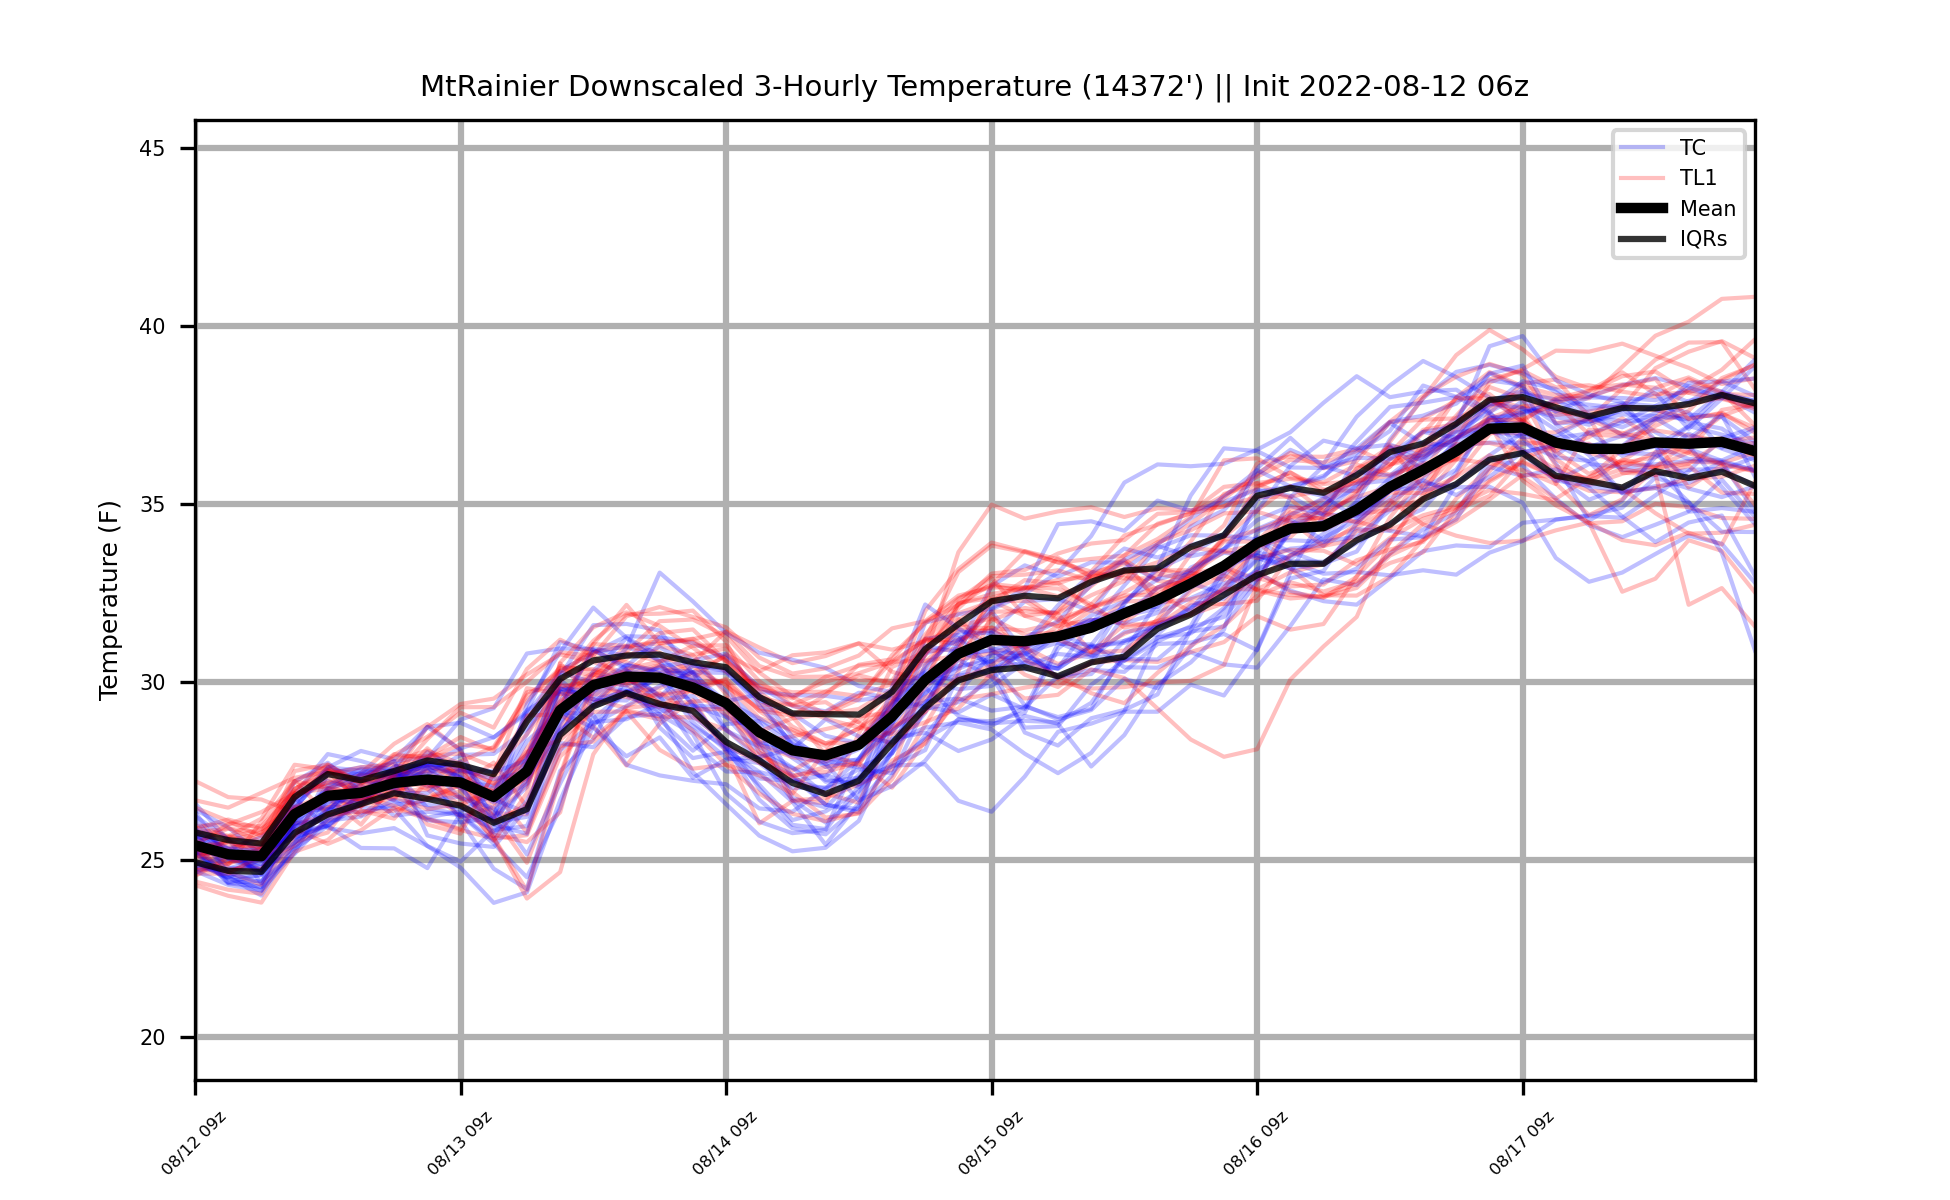 MtRainier Downscaled 3-Hourly Temperature (14372') || Init 2022-08-12 06z
TC
TL1
Mean
IQRs
Temperature (F)
45
40
35
30
25
20
08/12 09z
08/13 09z
08/14 09z
08/15 09z
08/16 09z
08/17 09z